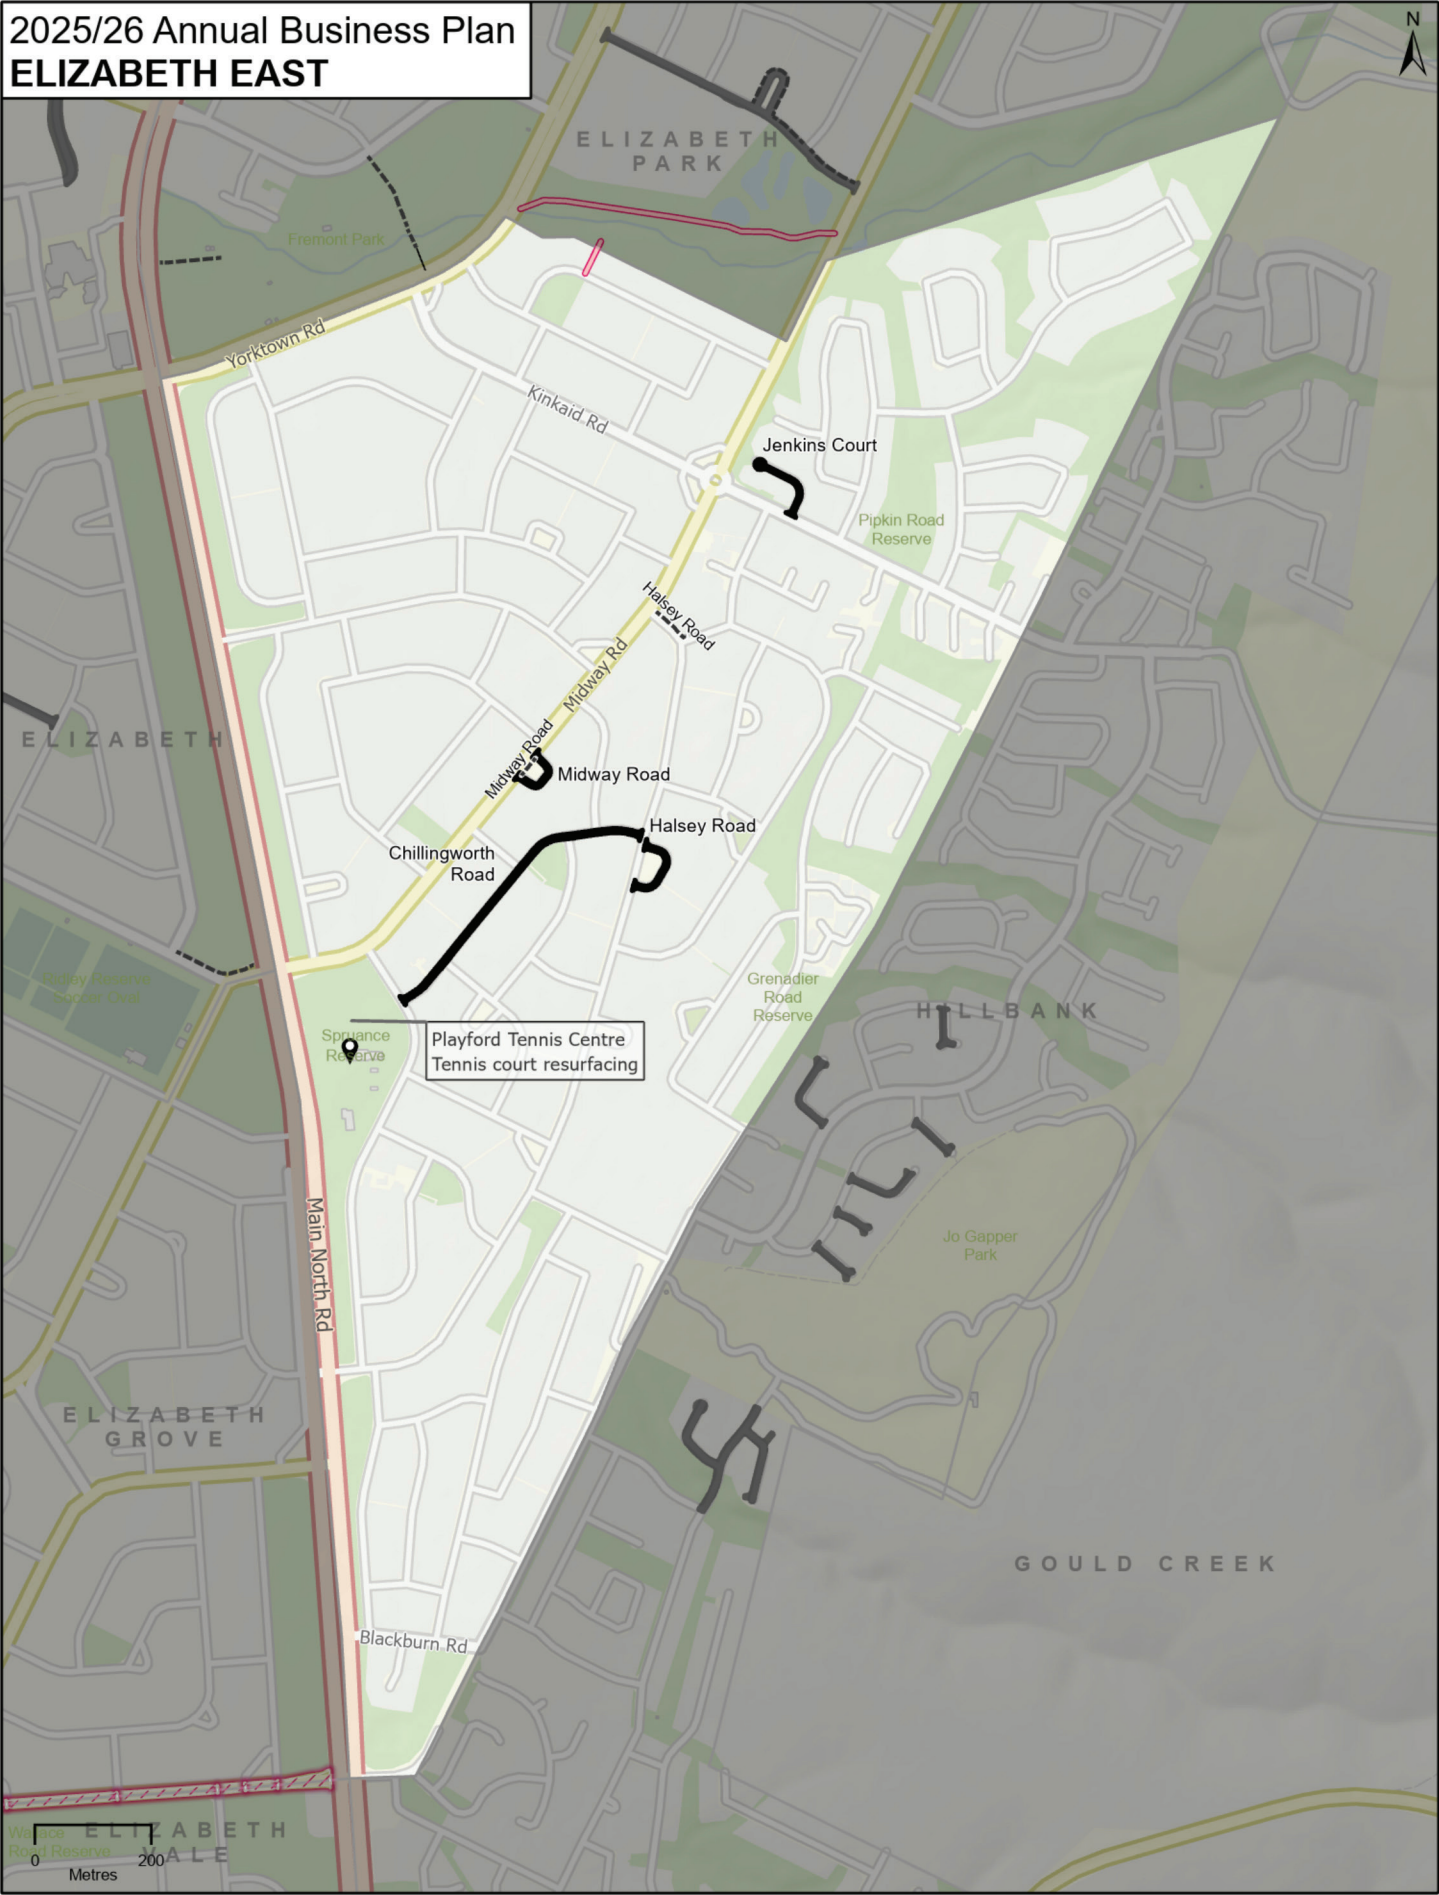 2025/26 Annual Business Plan
ELIZABETH EAST
N
ELIZABETH
PARK
Fremont Park
Yorktown Rd
Kinkaid Rd
Jenkins Court
Pipkin Road
Reserve
Halsey Road
Midway Rd
ELIZABETH
Midway Road
Midway Road
Halsey Road
Chillingworth
Road
Grenadier
Road
Reserve
HILLBANK
Spruance
Reserve
Playford Tennis Centre
Tennis court resurfacing
Main North Rd
Jo Gapper
Park
ELIZABETH
GROVE
GOULD CREEK
Blackburn Rd
ELIZABETH
VALE
Road Reserve
0
200
Metres